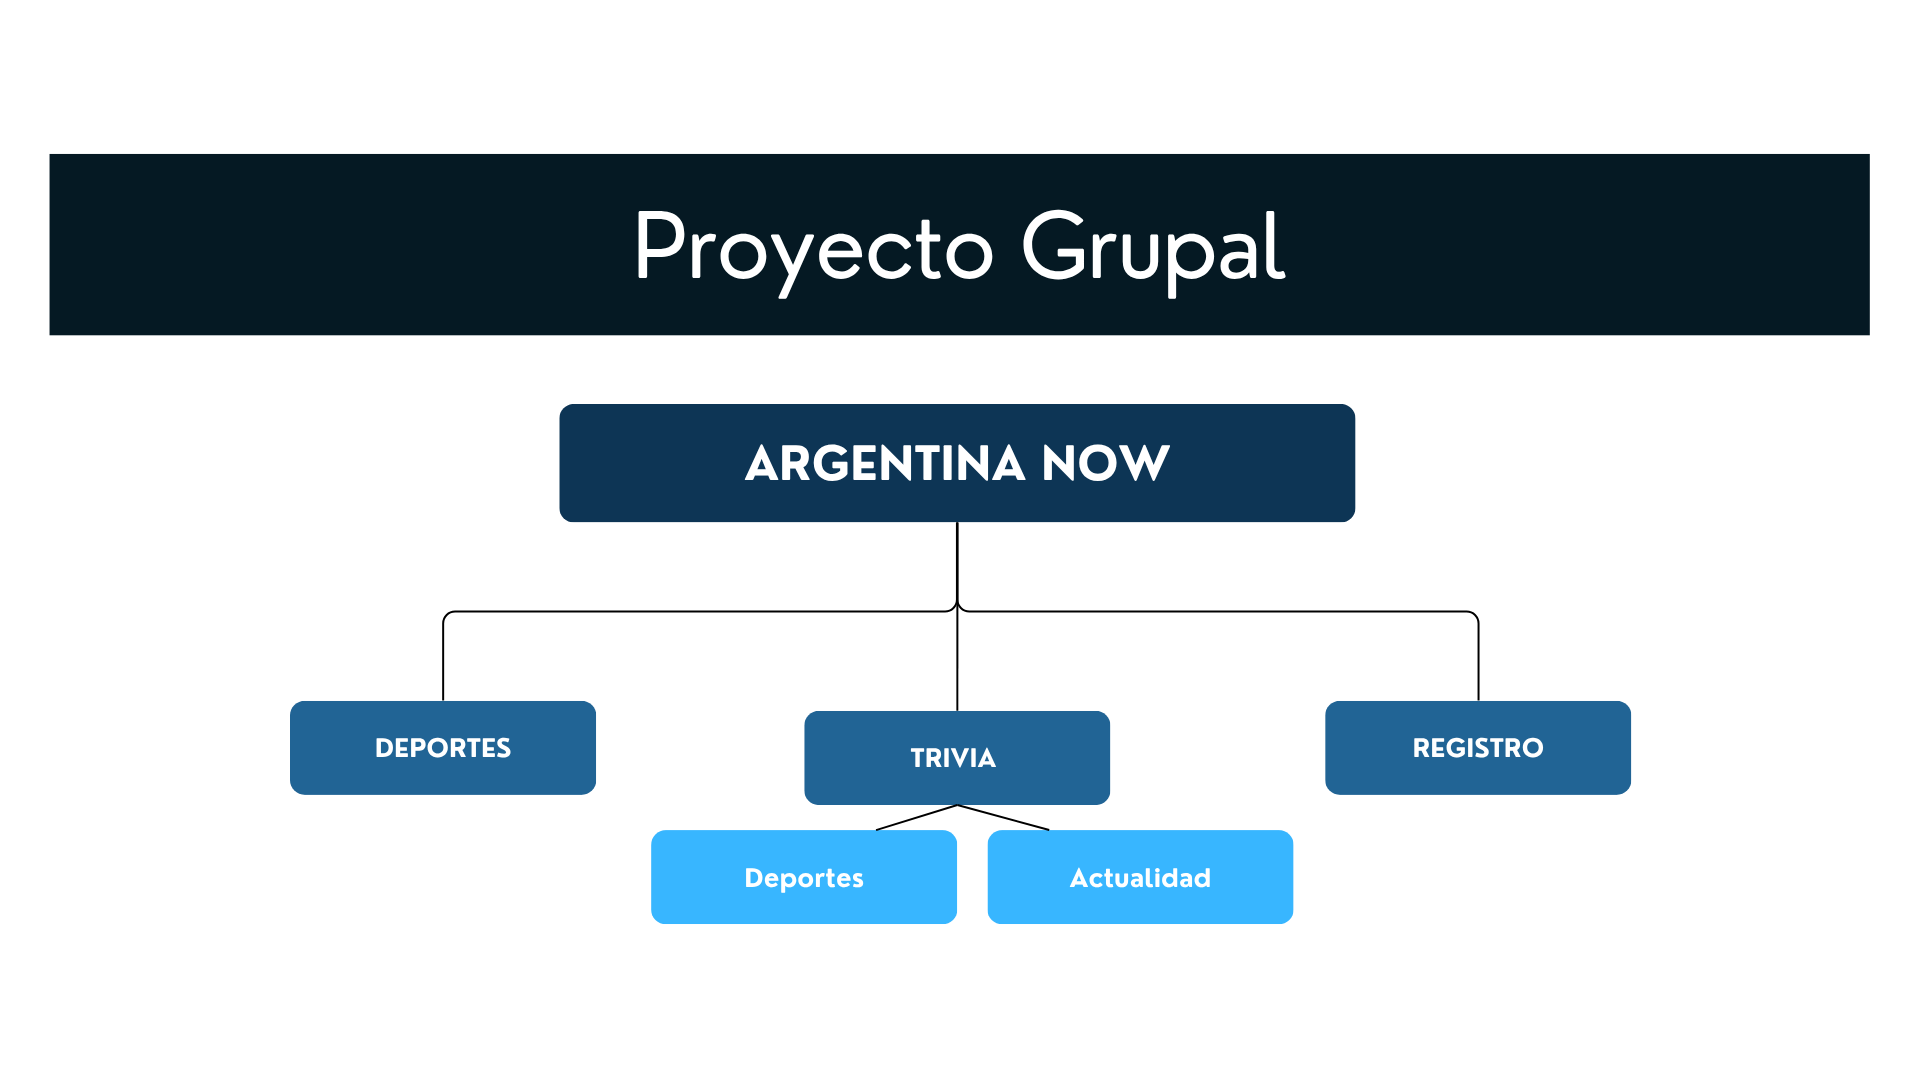 Proyecto Grupal
ARGENTINA NOW
DEPORTES
TRIVIA
REGISTRO
Deportes
Actualidad